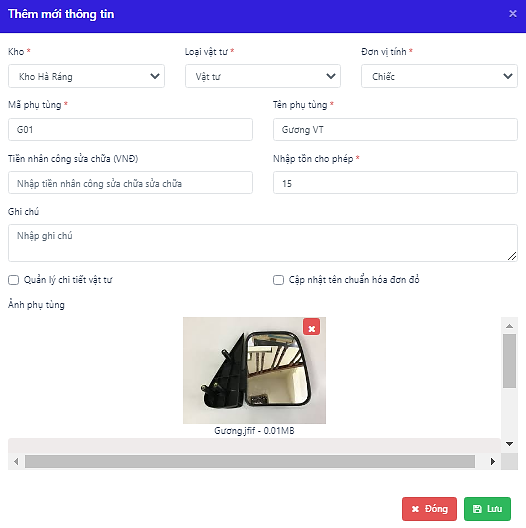 Thêm mới thông tin ×
Kho * Loại vật tư * Đơn vị tính *
Kho Hà Ráng Vật tư Chiếc
Mã phụ tùng * Tên phụ tùng *
G01 Gương VT
Tiền nhân công sửa chữa (VNĐ) Nhập tồn cho phép *
Nhập tiền nhân công sửa chữa sửa chữa 15
Ghi chú
Nhập ghi chú
Quản lý chi tiết vật tư Cập nhật tên chuẩn hóa đơn đỏ
Ảnh phụ tùng
Gương.jfif - 0.01MB
Đóng Lưu